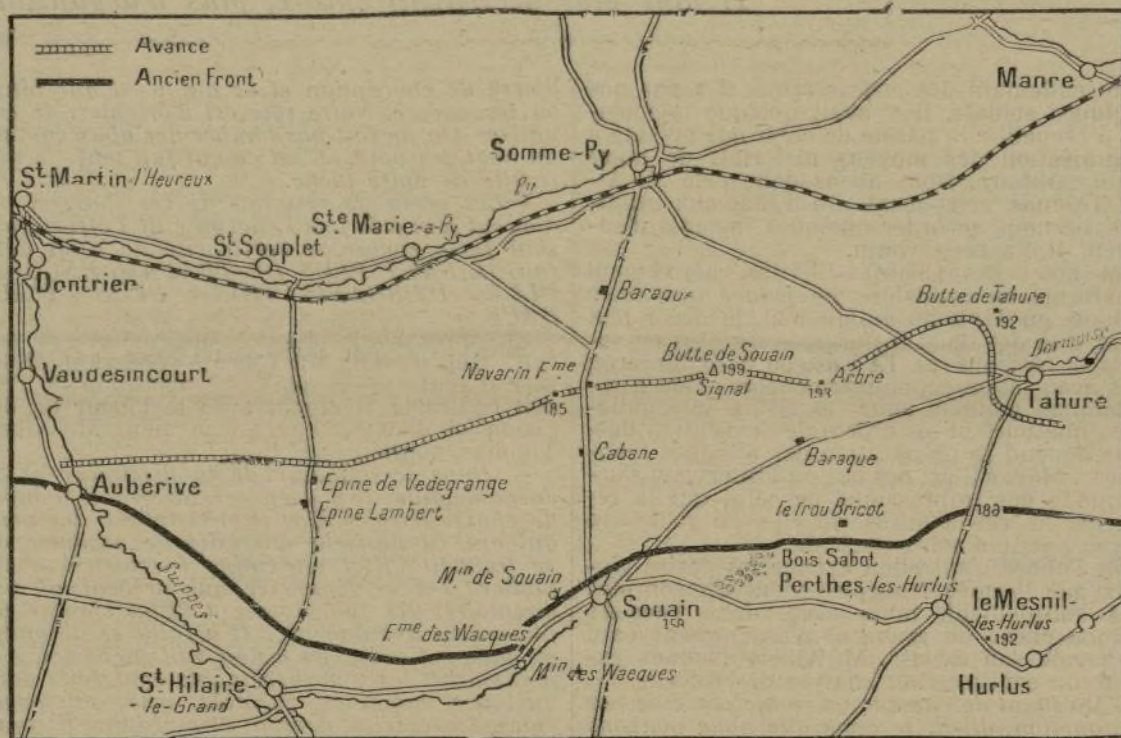 Avance
Ancien Front
Manre
Somme-Py
Py
St. Martin-l'Heureux
Ste Marie-a-Py
St. Souplet
Dontrien
Baraque
Butte de Tahure
192
Dormoise
Vaudesincourt
Navarin Fme
185
Butte de Souain
199
Signal
193
Arbre
Tahure
Cabane
Baraque
Aubérive
Epine de Vedegrange
Epine Lambert
le Trou Bricot
Bois Sabot
Suippes
Min de Souain
Souain
Perthes-les-Hurlus
le Mesnil-
les-Hurlus
192
Fme des Wacques
Min des Wacques
St. Hilaire-
-le-Grand
Hurlus